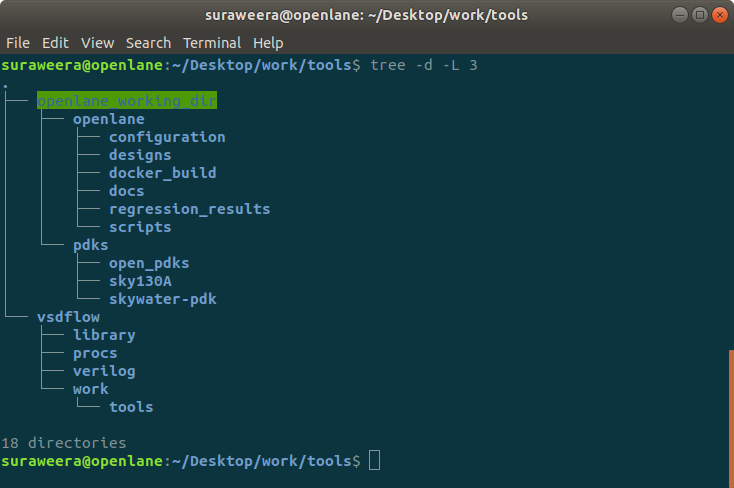 suraweera@openlane: ~/Desktop/work/tools
File Edit View Search Terminal Help
suraweera@openlane:~/Desktop/work/tools$ tree -d -L 3
.
├── openlane_working_dir
│   ├── openlane
│   │   ├── configuration
│   │   ├── designs
│   │   ├── docker_build
│   │   ├── docs
│   │   ├── regression_results
│   │   └── scripts
│   └── pdks
│       ├── open_pdks
│       ├── sky130A
│       └── skywater-pdk
└── vsdflow
    ├── library
    ├── procs
    ├── verilog
    └── work
        └── tools
18 directories
suraweera@openlane:~/Desktop/work/tools$